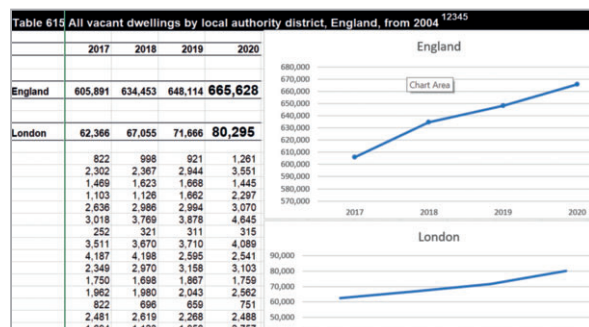 Table 615 All vacant dwellings by local authority district, England, from 2004 12345
2017 2018 2019 2020
England 605,891 634,453 648,114 665,628
London 62,366 67,055 71,666 80,295
822 998 921 1,261
2,302 2,367 2,944 3,551
1,469 1,623 1,668 1,445
1,103 1,126 1,662 2,297
2,636 2,986 2,994 3,070
3,018 3,769 3,878 4,645
252 321 311 315
3,511 3,670 3,710 4,089
4,187 4,198 2,595 2,541
2,349 2,970 3,158 3,103
1,750 1,698 1,867 1,759
1,962 1,980 2,043 2,562
822 696 659 751
2,481 2,619 2,268 2,488
England
680,000
670,000
660,000
650,000
640,000
630,000
620,000
610,000
600,000
590,000
580,000
570,000
Chart Area
2017 2018 2019 2020
London
90,000
80,000
70,000
60,000
50,000